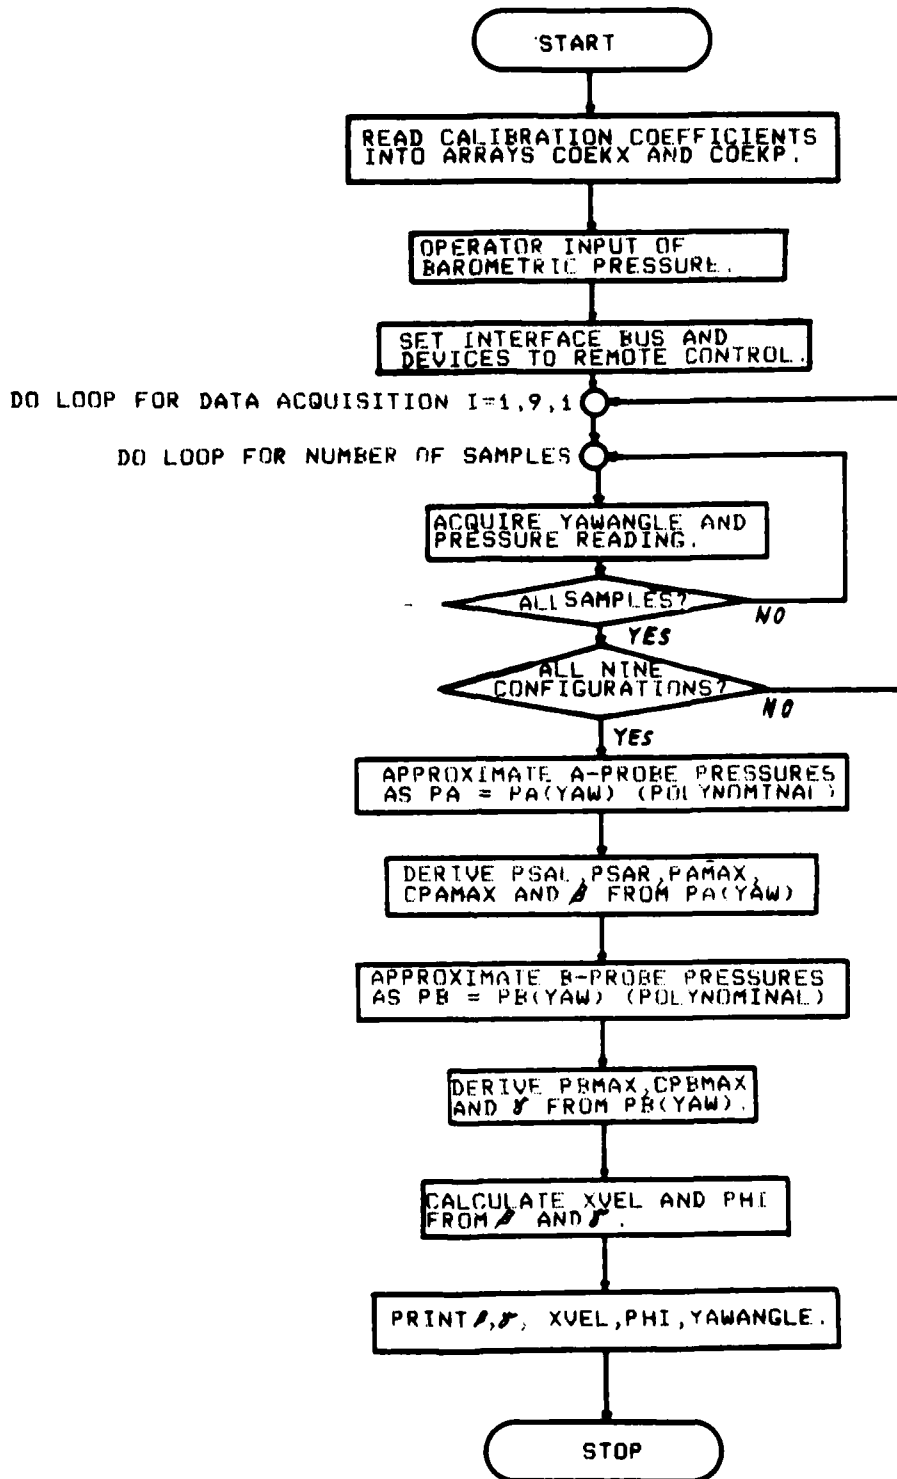 START
READ CALIBRATION COEFFICIENTS
INTO ARRAYS COEKX AND COEKP.
OPERATOR INPUT OF
BAROMETRIC PRESSURE.
SET INTERFACE BUS AND
DEVICES TO REMOTE CONTROL.
DO LOOP FOR DATA ACQUISITION I=1,9,1
DO LOOP FOR NUMBER OF SAMPLES
ACQUIRE YAWANGLE AND
PRESSURE READING.
ALL SAMPLES?
NO
YES
ALL NINE
CONFIGURATIONS?
NO
YES
APPROXIMATE A-PROBE PRESSURES
AS PA = PA(YAW) (POLYNOMINAL)
DERIVE PSAL,PSAR,PAMAX,
CPAMAX AND β FROM PA(YAW)
APPROXIMATE B-PROBE PRESSURES
AS PB = PB(YAW) (POLYNOMINAL)
DERIVE PBMAX,CPBMAX
AND γ FROM PB(YAW).
CALCULATE XVEL AND PHI
FROM β AND γ.
PRINT β,γ, XVEL,PHI,YAWANGLE.
STOP